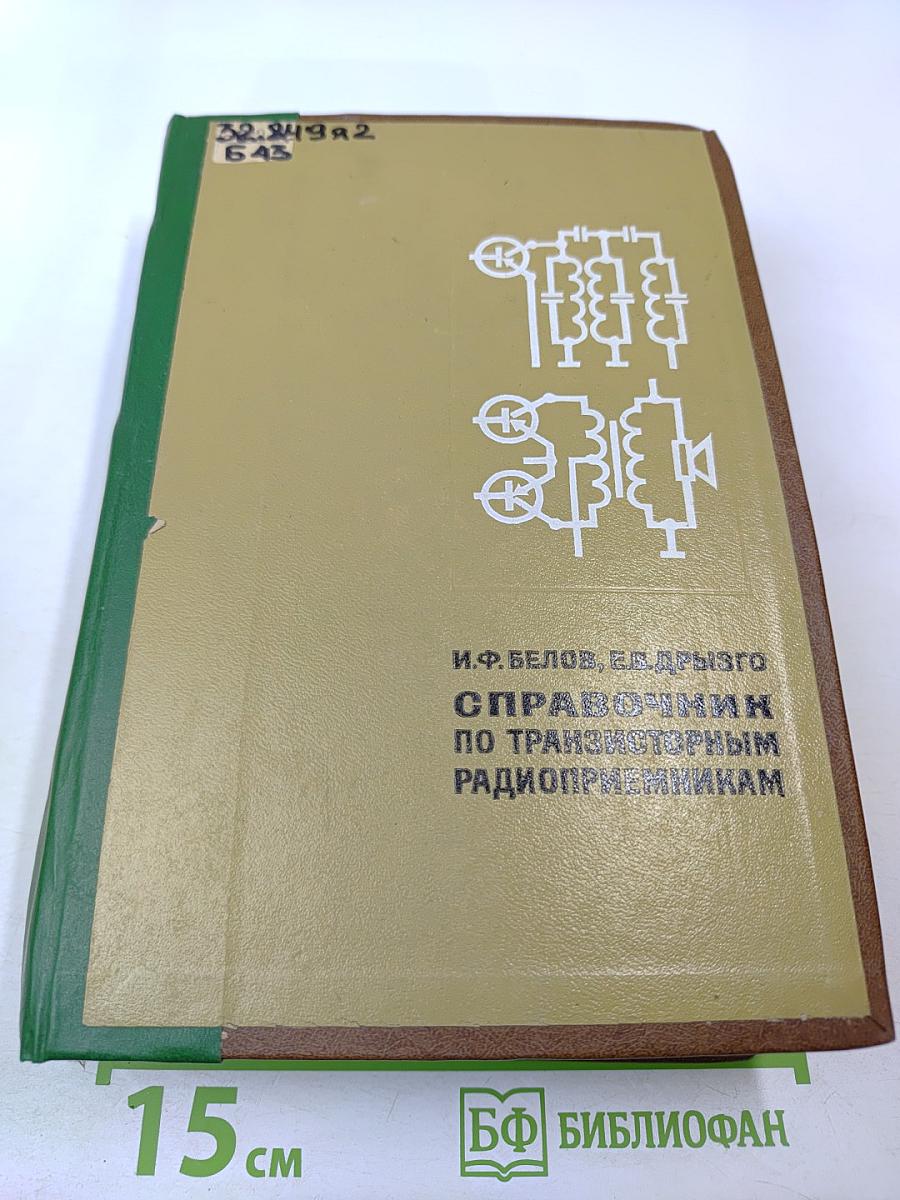 32.849я2
Б43
И.Ф.БЕЛОВ, Е.В.ДРЫЗГО
СПРАВОЧНИК
ПО ТРАНЗИСТОРНЫМ
РАДИОПРИЕМНИКАМ
15 см
БФ БИБЛИОФАН